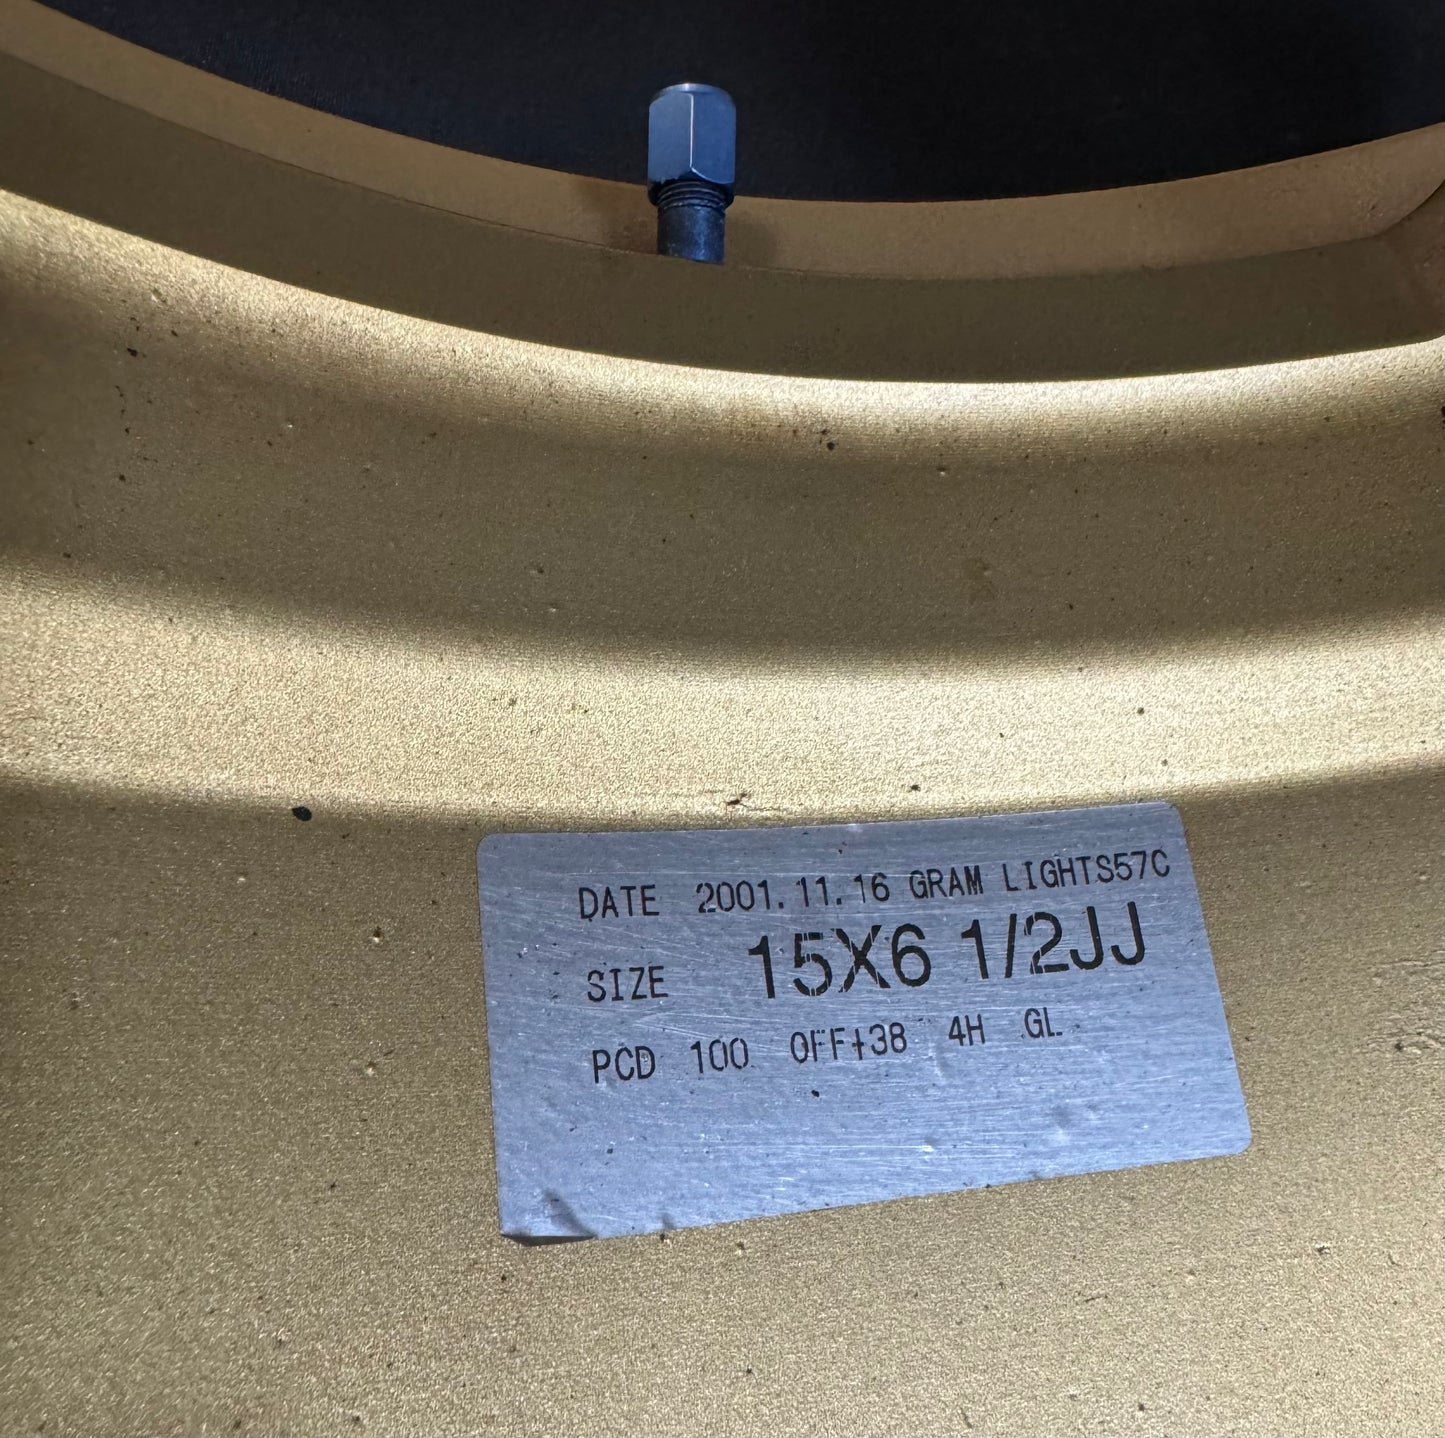 DATE 2001.11.16 GRAM LIGHTS57C
SIZE 15X6 1/2JJ
PCD 100 OFF+38 4H GL